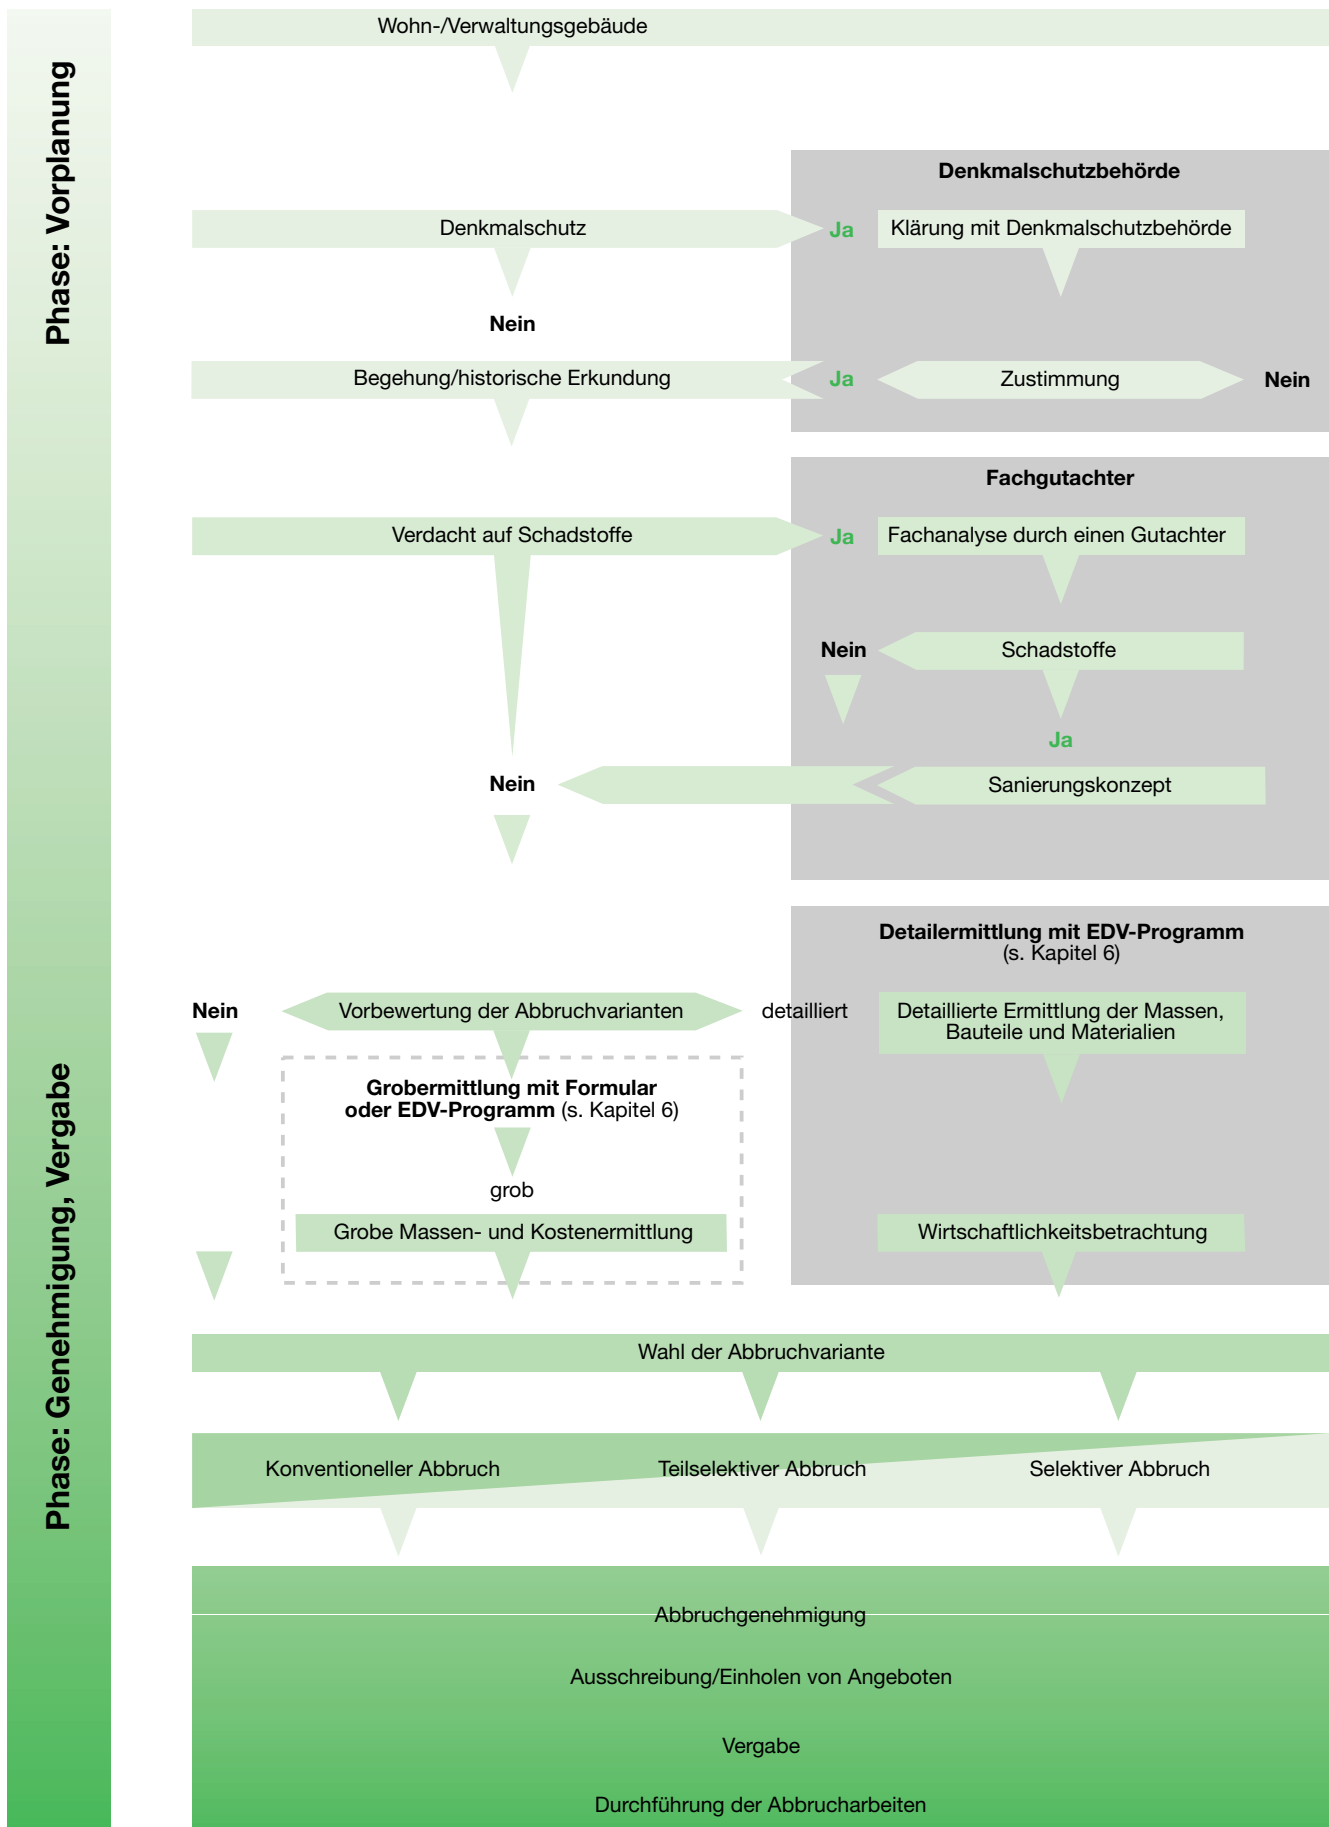 Phase: Vorplanung
Phase: Genehmigung, Vergabe
Wohn-/Verwaltungsgebäude
Denkmalschutzbehörde
Denkmalschutz
Ja
Klärung mit Denkmalschutzbehörde
Nein
Begehung/historische Erkundung
Ja
Zustimmung
Nein
Fachgutachter
Verdacht auf Schadstoffe
Ja
Fachanalyse durch einen Gutachter
Nein
Schadstoffe
Ja
Nein
Sanierungskonzept
Detailermittlung mit EDV-Programm
(s. Kapitel 6)
Nein
Vorbewertung der Abbruchvarianten
detailliert
Detaillierte Ermittlung der Massen,
Bauteile und Materialien
Grobermittlung mit Formular
oder EDV-Programm (s. Kapitel 6)
grob
Grobe Massen- und Kostenermittlung
Wirtschaftlichkeitsbetrachtung
Wahl der Abbruchvariante
Konventioneller Abbruch
Teilselektiver Abbruch
Selektiver Abbruch
Abbruchgenehmigung
Ausschreibung/Einholen von Angeboten
Vergabe
Durchführung der Abbrucharbeiten